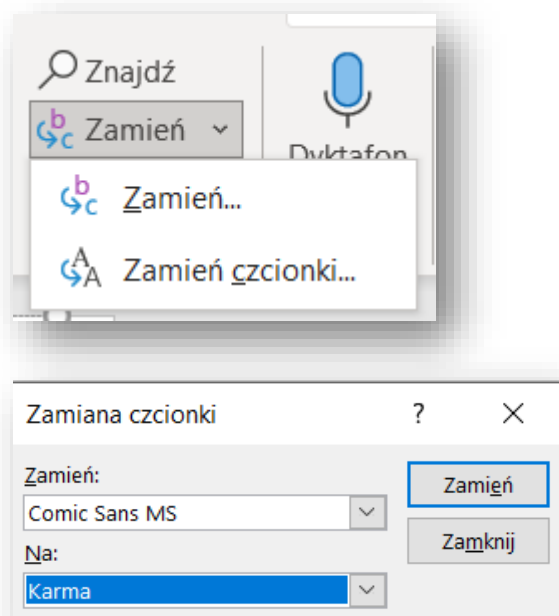 Znajdź
Zamień
Dyktafon
Zamień...
Zamień czcionki...
Zamiana czcionki ?
Zamień:
Comic Sans MS
Zamień
Na:
Karma
Zamknij